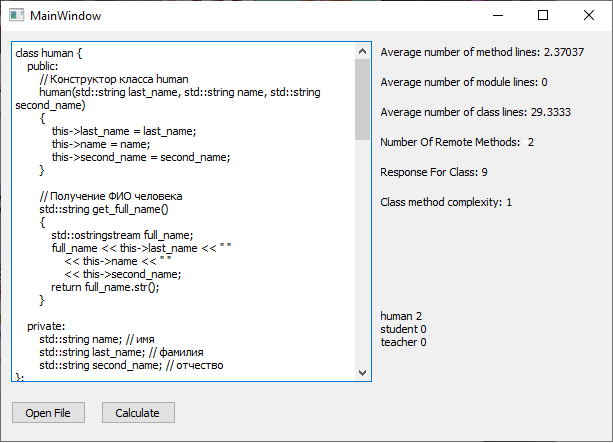 MainWindow
class human {
public:
// Конструктор класса human
human(std::string last_name, std::string name, std::string
second_name)
{
this->last_name = last_name;
this->name = name;
this->second_name = second_name;
}
// Получение ФИО человека
std::string get_full_name()
{
std::ostringstream full_name;
full_name << this->last_name << " "
<< this->name << " "
<< this->second_name;
return full_name.str();
}
private:
std::string name; // имя
std::string last_name; // фамилия
std::string second_name; // отчество
};
Average number of method lines: 2.37037
Average number of module lines: 0
Average number of class lines: 29.3333
Number Of Remote Methods: 2
Response For Class: 9
Class method complexity: 1
human 2
student 0
teacher 0
Open File
Calculate